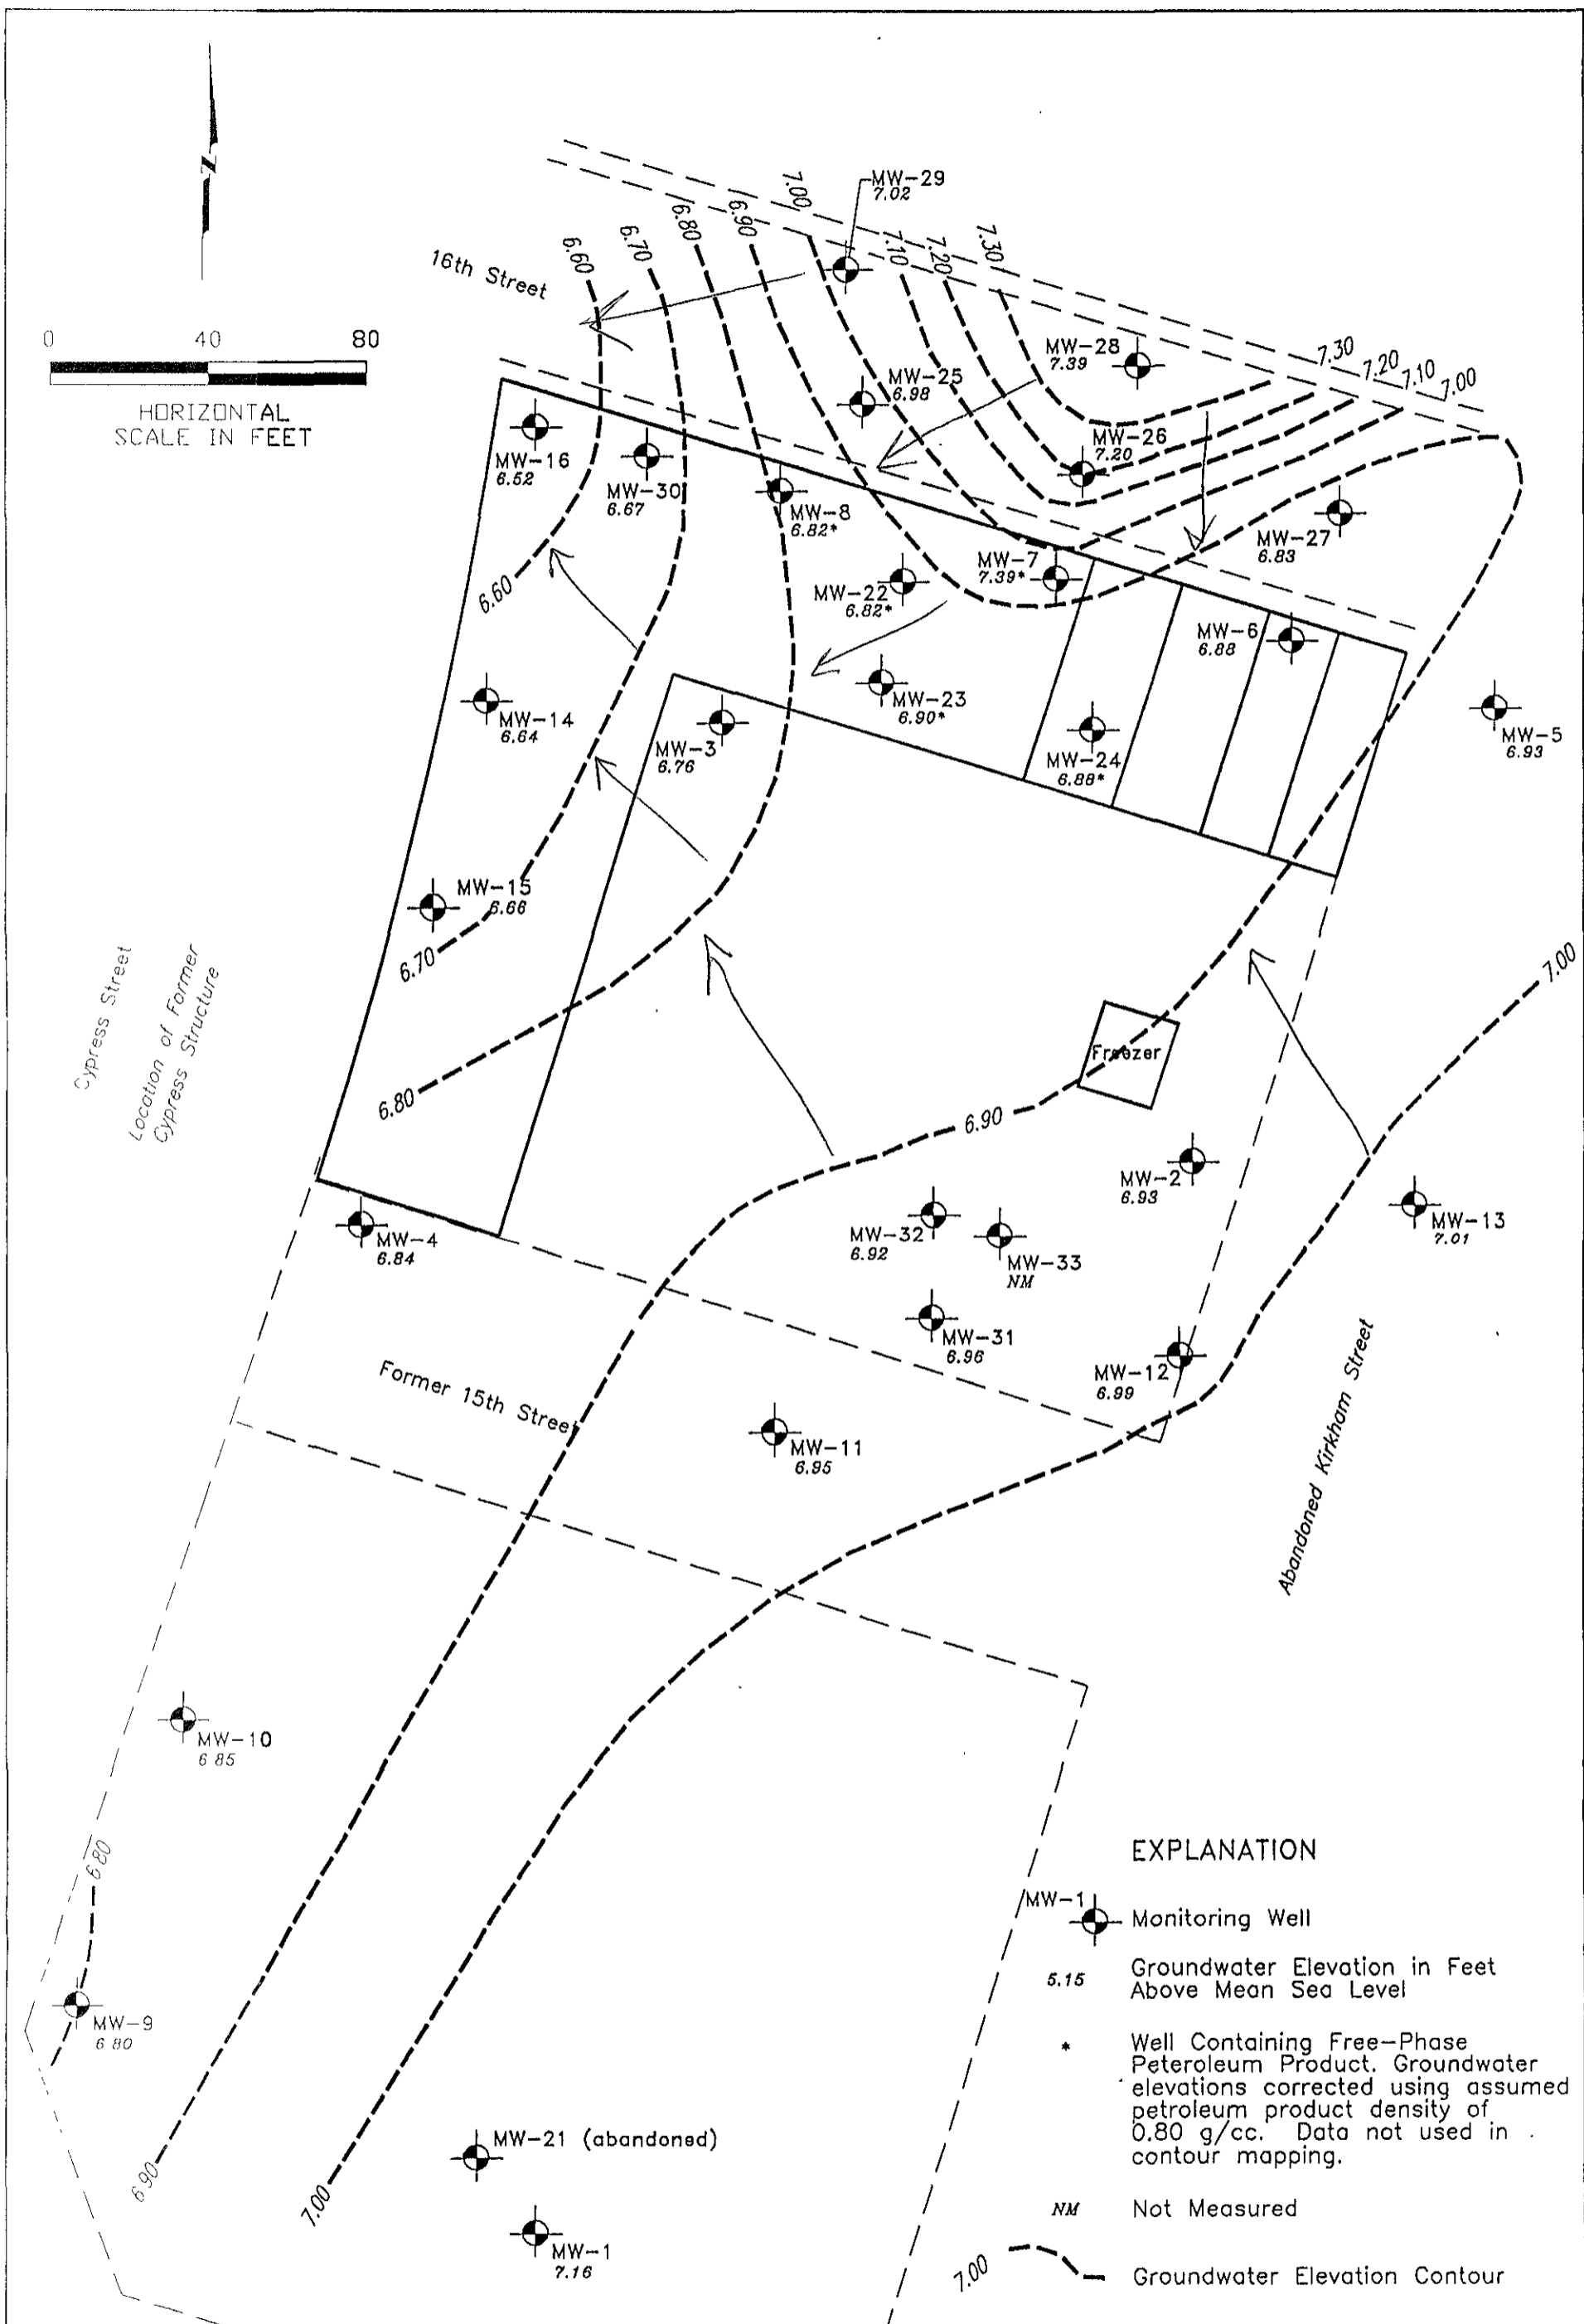 MW-29
7.02
7.00
6.90
6.80
6.70
6.60
7.10
7.20
7.30
16th Street
N
0 40 80
HORIZONTAL
SCALE IN FEET
MW-28
7.39
7.30
7.20
7.10
7.00
MW-25
6.98
MW-26
7.20
MW-16
6.52
MW-30
6.67
MW-8
6.82*
MW-27
6.83
MW-7
7.39*
MW-22
6.82*
6.60
MW-6
6.88
MW-14
6.64
MW-3
6.76
MW-23
6.90*
MW-24
6.88*
MW-5
6.93
MW-15
6.66
6.70
7.00
Cypress Street
Location of Former
Cypress Structure
Freezer
6.80
6.90
MW-2
6.93
MW-13
7.01
MW-4
6.84
MW-32
6.92
MW-33
NM
MW-31
6.96
MW-12
6.99
Former 15th Street
MW-11
6.95
Abandoned Kirkham Street
MW-10
6 85
6 80
MW-9
6 80
6 90
7.00
MW-21 (abandoned)
MW-1
7.16
EXPLANATION
MW-1
Monitoring Well
5.15
Groundwater Elevation in Feet
Above Mean Sea Level
*
Well Containing Free-Phase
Peteroleum Product. Groundwater
elevations corrected using assumed
petroleum product density of
0.80 g/cc. Data not used in
contour mapping.
NM
Not Measured
7.00
Groundwater Elevation Contour